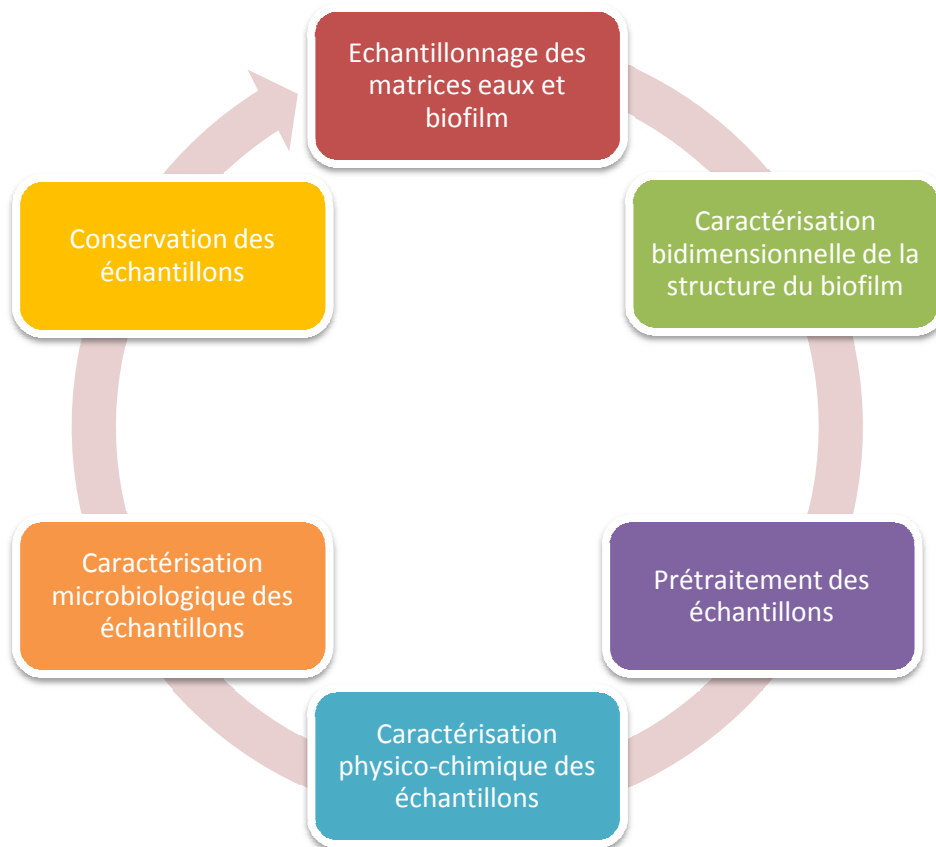 Echantillonnage des
matrices eaux et
biofilm
Caractérisation
bidimensionnelle de la
structure du biofilm
Prétraitement des
échantillons
Caractérisation
physico-chimique des
échantillons
Caractérisation
microbiologique des
échantillons
Conservation des
échantillons